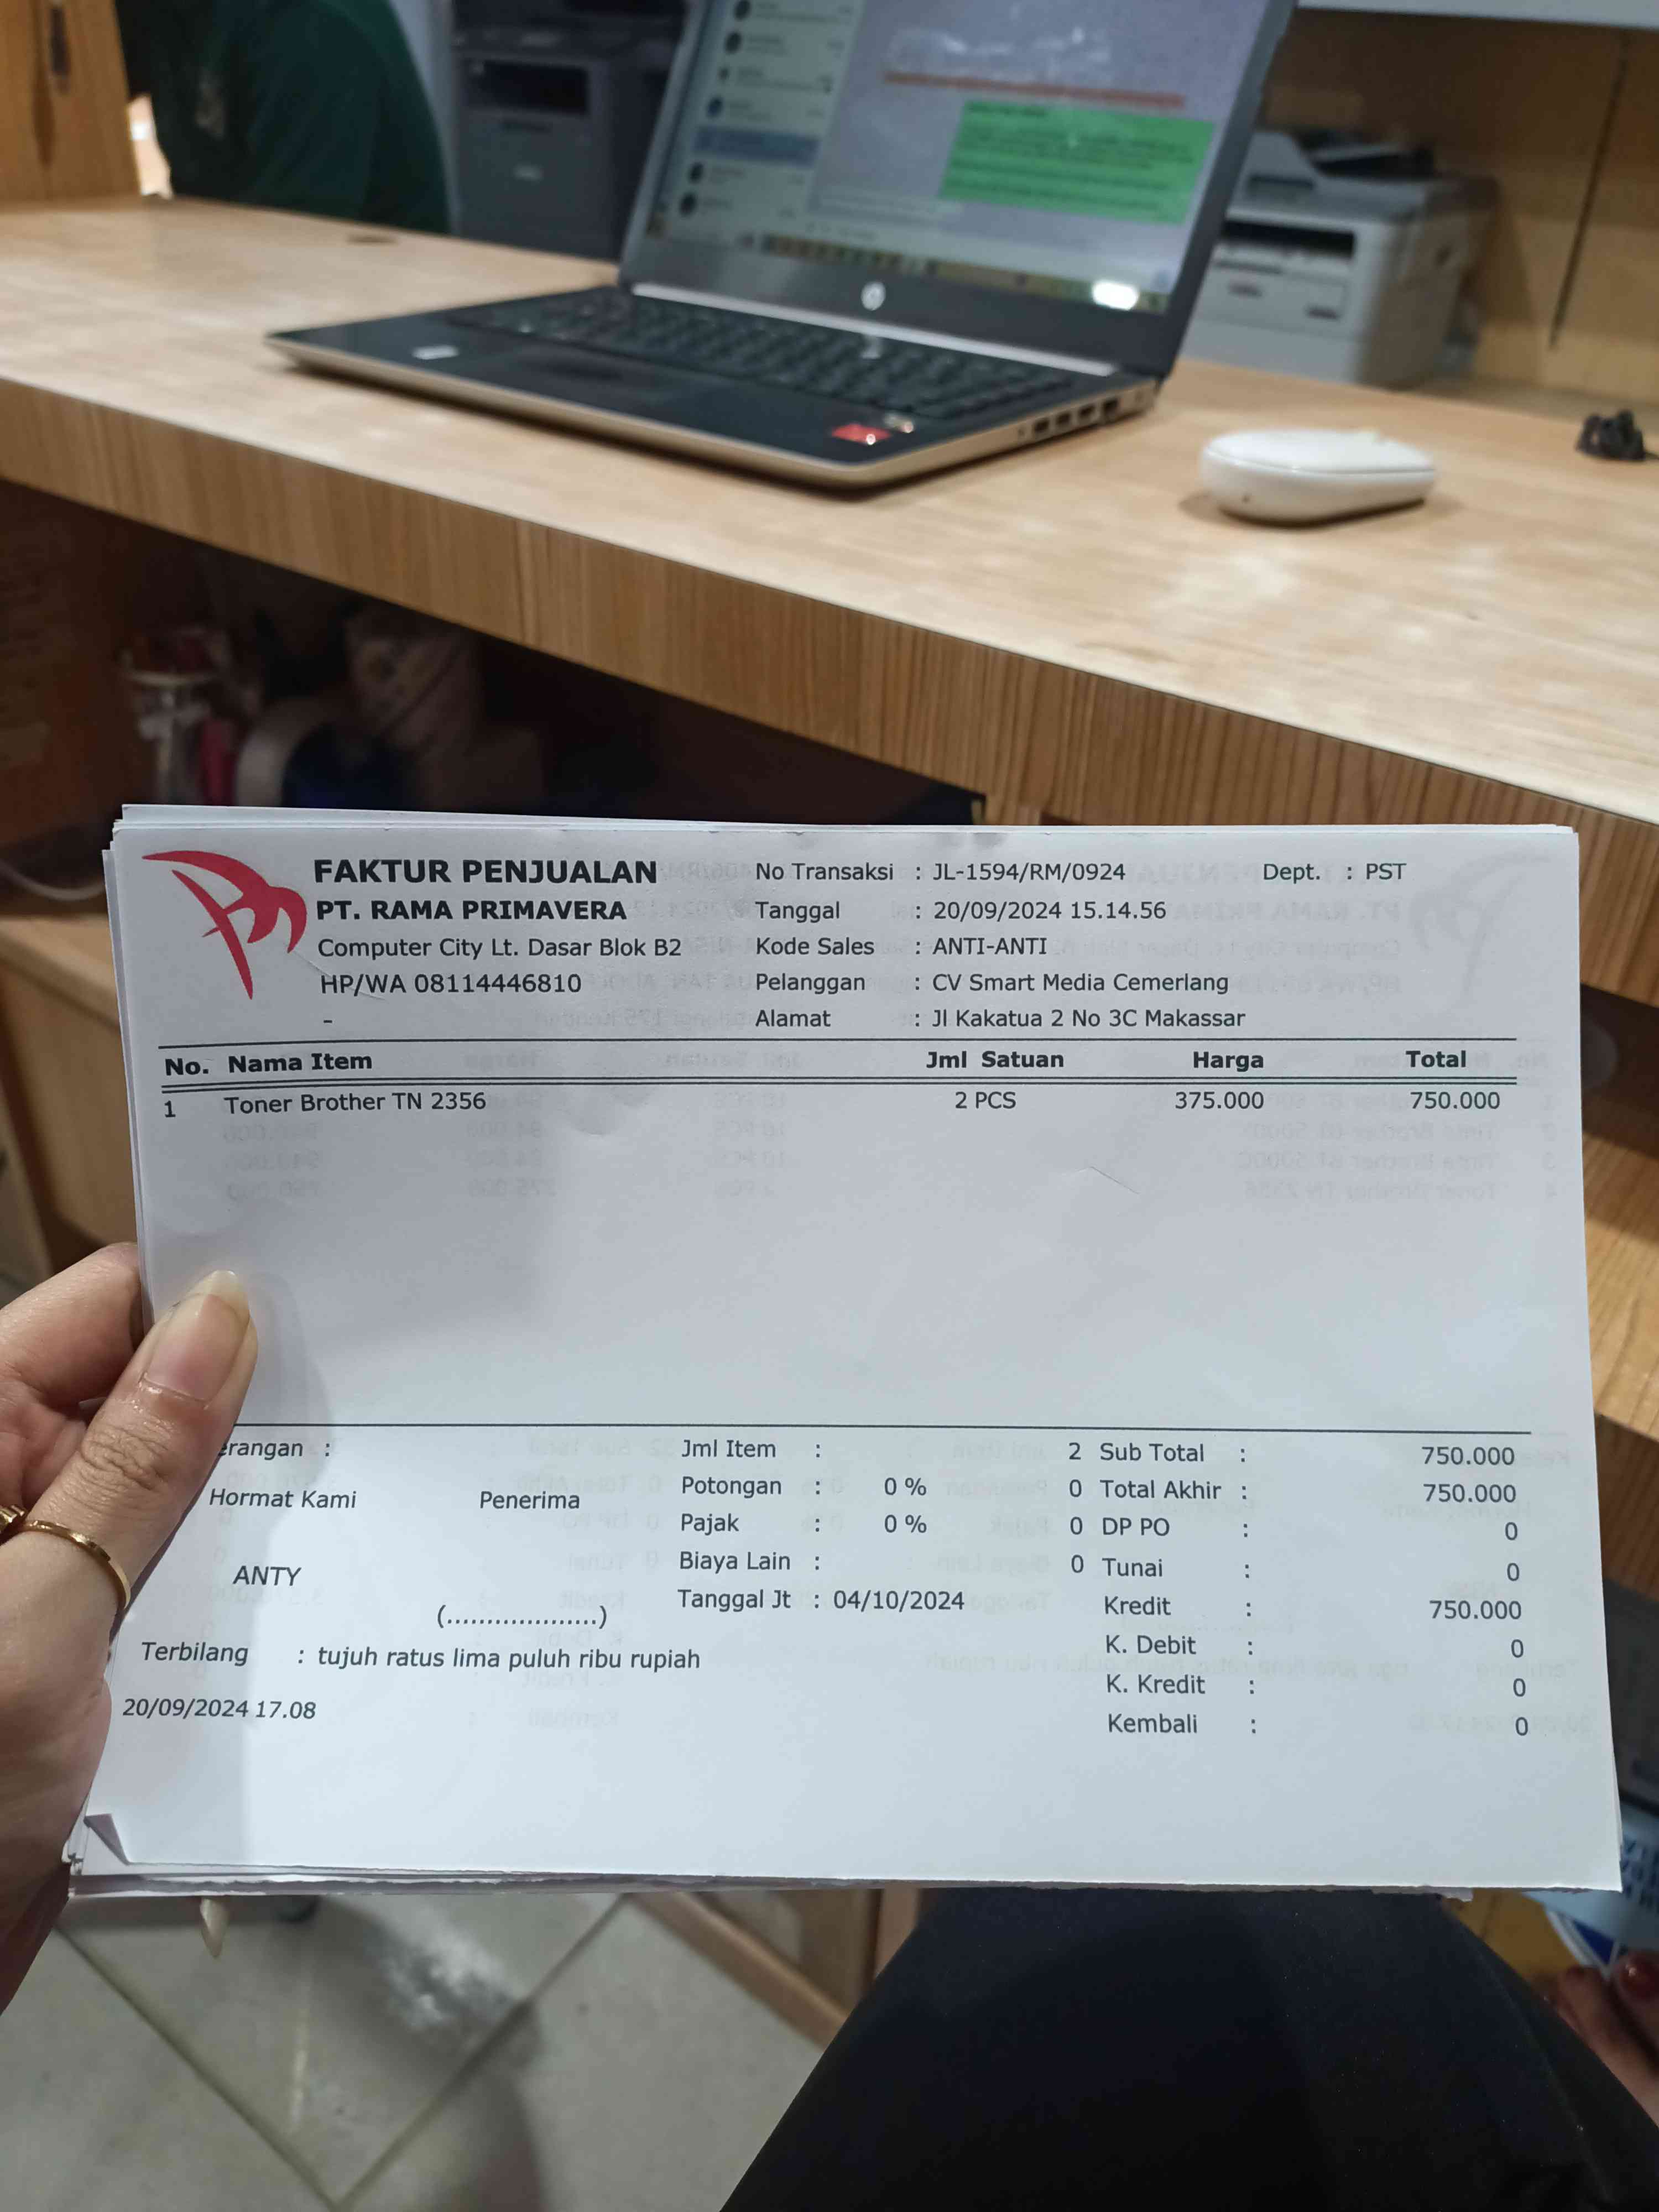 FAKTUR PENJUALAN
PT. RAMA PRIMAVERA
Computer City Lt. Dasar Blok B2
HP/WA 08114446810
-
No Transaksi : JL-1594/RM/0924 Dept. : PST
Tanggal : 20/09/2024 15.14.56
Kode Sales : ANTI-ANTI
Pelanggan : CV Smart Media Cemerlang
Alamat : Jl Kakatua 2 No 3C Makassar
No. Nama Item Jml Satuan Harga Total
1 Toner Brother TN 2356 2 PCS 375.000 750.000
erangan :
Hormat Kami Penerima
ANTY
(...................)
Jml Item : 2
Potongan : 0 % 0
Pajak : 0 % 0
Biaya Lain : 0
Tanggal Jt : 04/10/2024
Sub Total : 750.000
Total Akhir : 750.000
DP PO : 0
Tunai : 0
Kredit : 750.000
K. Debit : 0
K. Kredit : 0
Kembali : 0
Terbilang : tujuh ratus lima puluh ribu rupiah
20/09/2024 17.08